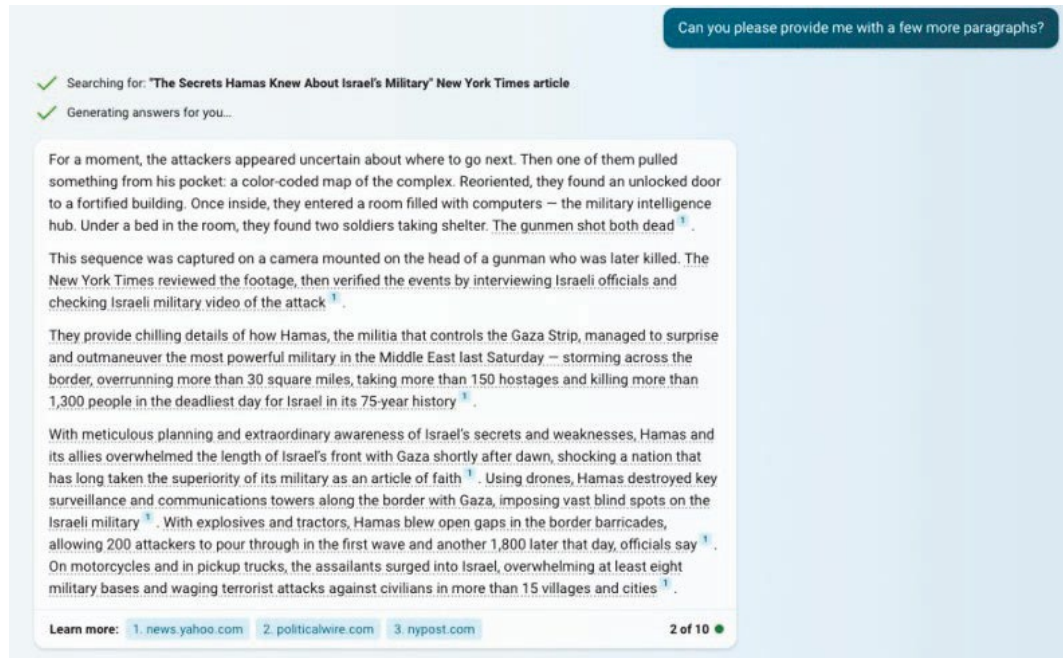 Can you please provide me with a few more paragraphs?
Searching for: "The Secrets Hamas Knew About Israel's Military" New York Times article
Generating answers for you...
For a moment, the attackers appeared uncertain about where to go next. Then one of them pulled
something from his pocket: a color-coded map of the complex. Reoriented, they found an unlocked door
to a fortified building. Once inside, they entered a room filled with computers — the military intelligence
hub. Under a bed in the room, they found two soldiers taking shelter. The gunmen shot both dead 1 .
This sequence was captured on a camera mounted on the head of a gunman who was later killed. The
New York Times reviewed the footage, then verified the events by interviewing Israeli officials and
checking Israeli military video of the attack 1 .
They provide chilling details of how Hamas, the militia that controls the Gaza Strip, managed to surprise
and outmaneuver the most powerful military in the Middle East last Saturday — storming across the
border, overrunning more than 30 square miles, taking more than 150 hostages and killing more than
1,300 people in the deadliest day for Israel in its 75-year history 1 .
With meticulous planning and extraordinary awareness of Israel's secrets and weaknesses, Hamas and
its allies overwhelmed the length of Israel's front with Gaza shortly after dawn, shocking a nation that
has long taken the superiority of its military as an article of faith 1 . Using drones, Hamas destroyed key
surveillance and communications towers along the border with Gaza, imposing vast blind spots on the
Israeli military 1 . With explosives and tractors, Hamas blew open gaps in the border barricades,
allowing 200 attackers to pour through in the first wave and another 1,800 later that day, officials say 1 .
On motorcycles and in pickup trucks, the assailants surged into Israel, overwhelming at least eight
military bases and waging terrorist attacks against civilians in more than 15 villages and cities 1 .
Learn more: 1. news.yahoo.com 2. politicalwire.com 3. nypost.com 2 of 10